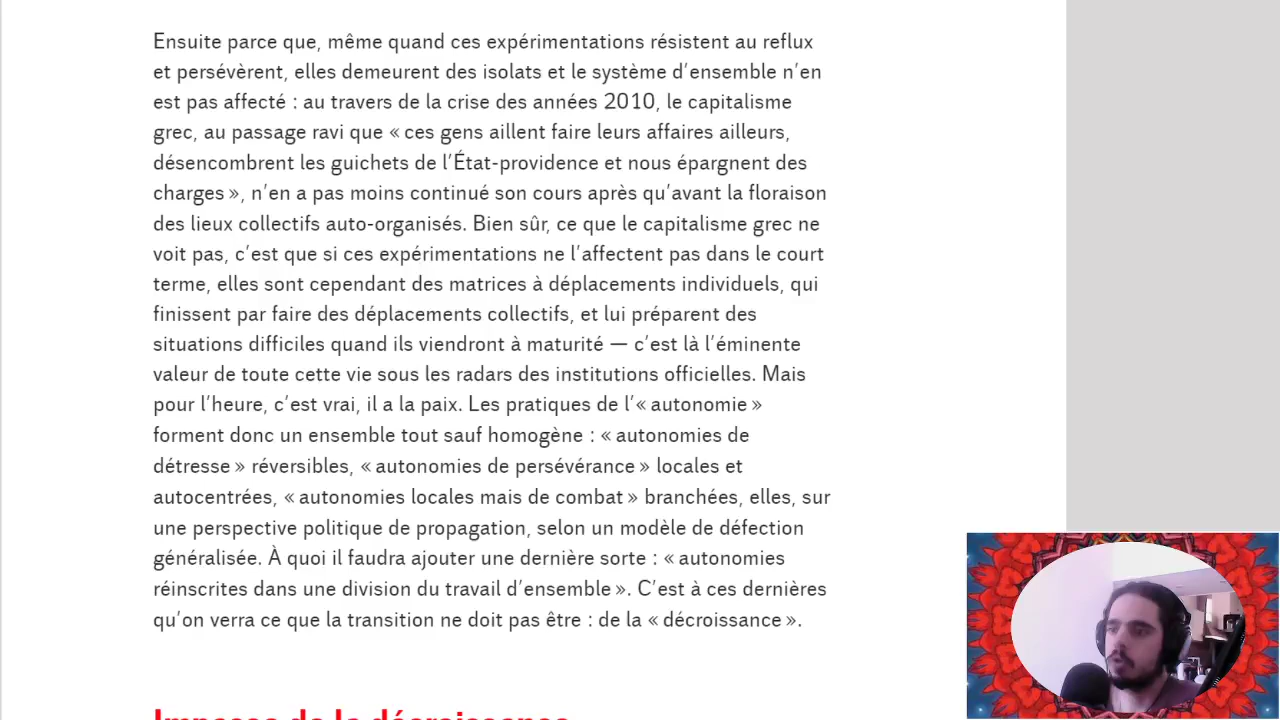 Ensuite parce que, même quand ces expérimentations résistent au reflux
et persévèrent, elles demeurent des isolats et le système d’ensemble n’en
est pas affecté : au travers de la crise des années 2010, le capitalisme
grec, au passage ravi que « ces gens aillent faire leurs affaires ailleurs,
désencombrent les guichets de l’État-providence et nous épargnent des
charges », n’en a pas moins continué son cours après qu’avant la floraison
des lieux collectifs auto-organisés. Bien sûr, ce que le capitalisme grec ne
voit pas, c’est que si ces expérimentations ne l’affectent pas dans le court
terme, elles sont cependant des matrices à déplacements individuels, qui
finissent par faire des déplacements collectifs, et lui préparent des
situations difficiles quand ils viendront à maturité — c’est là l’éminente
valeur de toute cette vie sous les radars des institutions officielles. Mais
pour l’heure, c’est vrai, il a la paix. Les pratiques de l’« autonomie »
forment donc un ensemble tout sauf homogène : « autonomies de
détresse » réversibles, « autonomies de persévérance » locales et
autocentrées, « autonomies locales mais de combat » branchées, elles, sur
une perspective politique de propagation, selon un modèle de défection
généralisée. À quoi il faudra ajouter une dernière sorte : « autonomies
réinscrites dans une division du travail d’ensemble ». C’est à ces dernières
qu’on verra ce que la transition ne doit pas être : de la « décroissance ».
Impasse de la décroissance